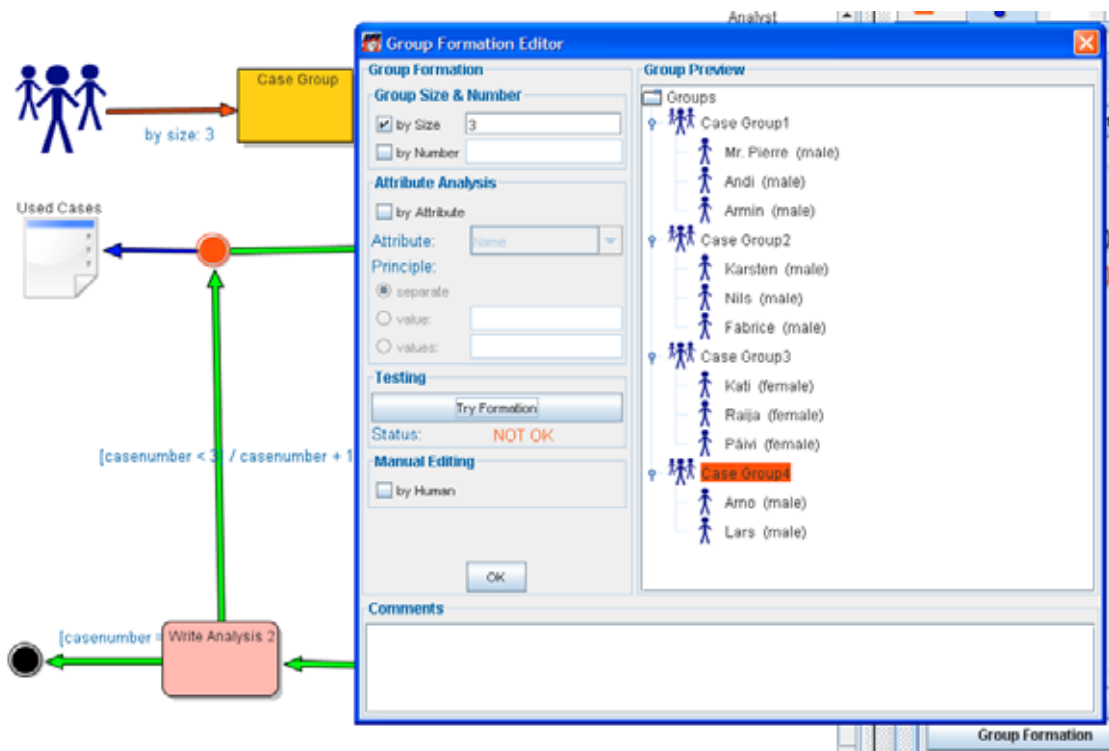 Analyst
Case Group
by size: 3
Used Cases
[casenumber < 3] / casenumber + 1
[casenumber =
Write Analysis 2
Group Formation Editor
Group Formation
Group Size & Number
by Size 3
by Number
Attribute Analysis
by Attribute
Attribute: Name
Principle:
separate
value:
values:
Testing
Try Formation
Status: NOT OK
Manual Editing
by Human
OK
Group Preview
Groups
Case Group1
Mr. Pierre (male)
Andi (male)
Armin (male)
Case Group2
Karsten (male)
Nils (male)
Fabrice (male)
Case Group3
Kati (female)
Raija (female)
Päivi (female)
Case Group4
Arno (male)
Lars (male)
Comments
Group Formation